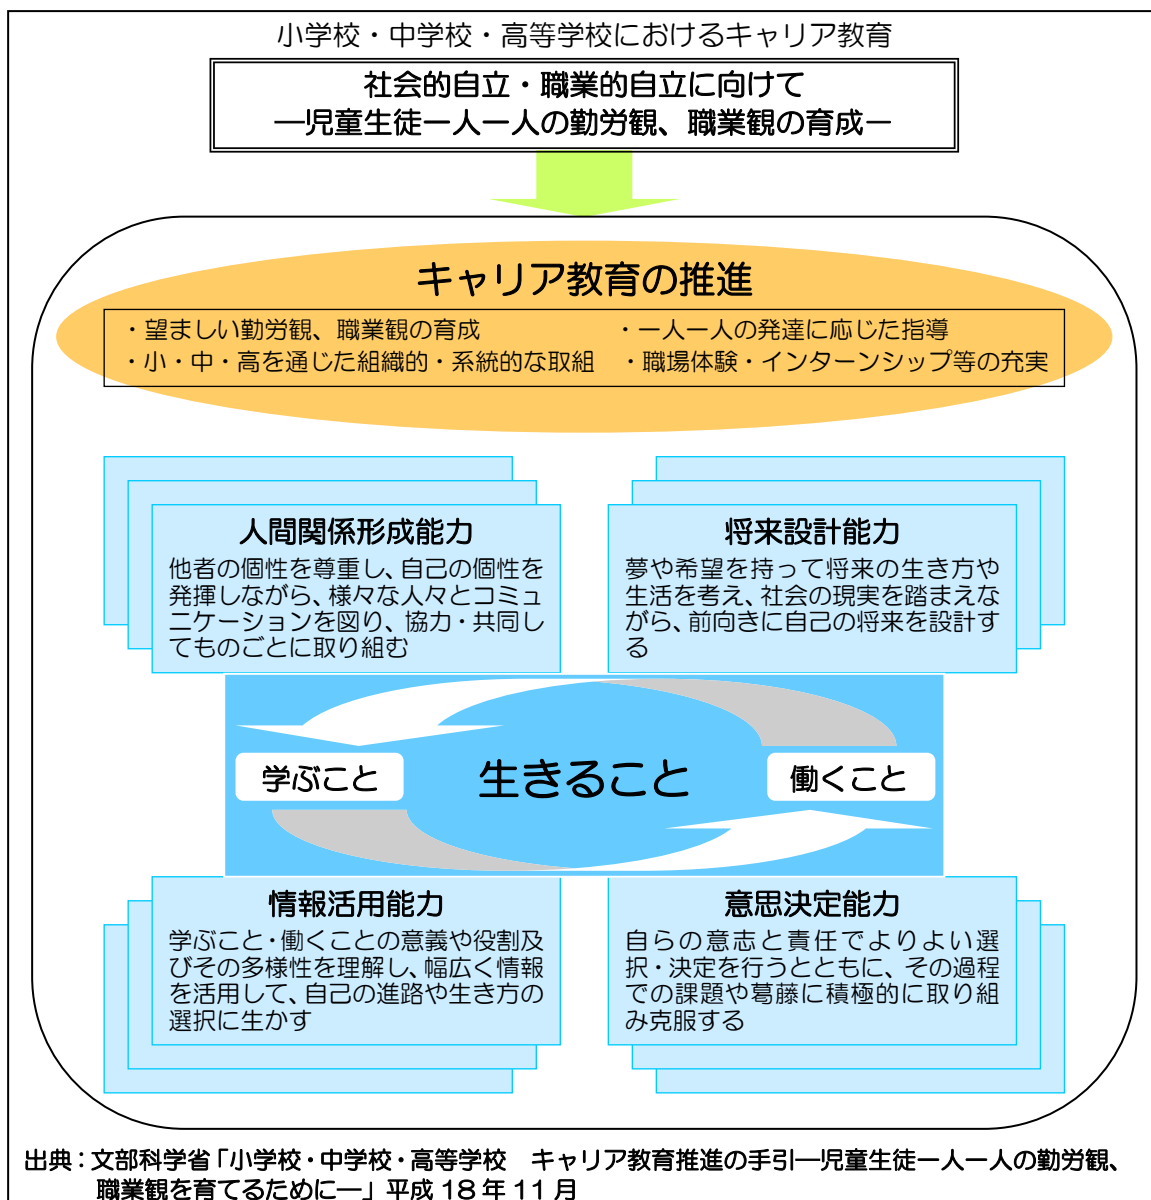 小学校・中学校・高等学校におけるキャリア教育
社会的自立・職業的自立に向けて
―児童生徒一人一人の勤労観、職業観の育成―
キャリア教育の推進
・望ましい勤労観、職業観の育成
・一人一人の発達に応じた指導
・小・中・高を通じた組織的・系統的な取組
・職場体験・インターンシップ等の充実
人間関係形成能力
他者の個性を尊重し、自己の個性を
発揮しながら、様々な人々とコミュ
ニケーションを図り、協力・共同し
てものごとに取り組む
将来設計能力
夢や希望を持って将来の生き方や
生活を考え、社会の現実を踏まえな
がら、前向きに自己の将来を設計す
る
学ぶこと
生きること
働くこと
情報活用能力
学ぶこと・働くことの意義や役割及
びその多様性を理解し、幅広く情報
を活用して、自己の進路や生き方の
選択に生かす
意思決定能力
自らの意志と責任でよりよい選
択・決定を行うとともに、その過程
での課題や葛藤に積極的に取り組
み克服する
出典：文部科学省「小学校・中学校・高等学校　キャリア教育推進の手引―児童生徒一人一人の勤労観、
職業観を育てるために―」平成 18 年 11 月